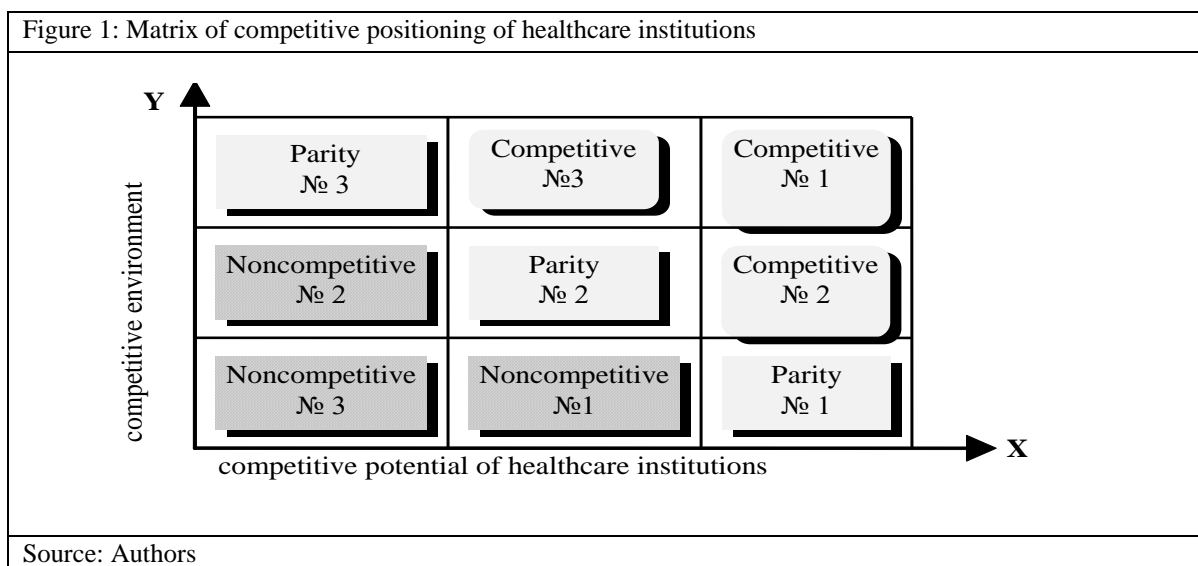 Figure 1: Matrix of competitive positioning of healthcare institutions
Y
competitive environment
Parity
№ 3
Competitive
№3
Competitive
№ 1
Noncompetitive
№ 2
Parity
№ 2
Competitive
№ 2
Noncompetitive
№ 3
Noncompetitive
№1
Parity
№ 1
X
competitive potential of healthcare institutions
Source: Authors